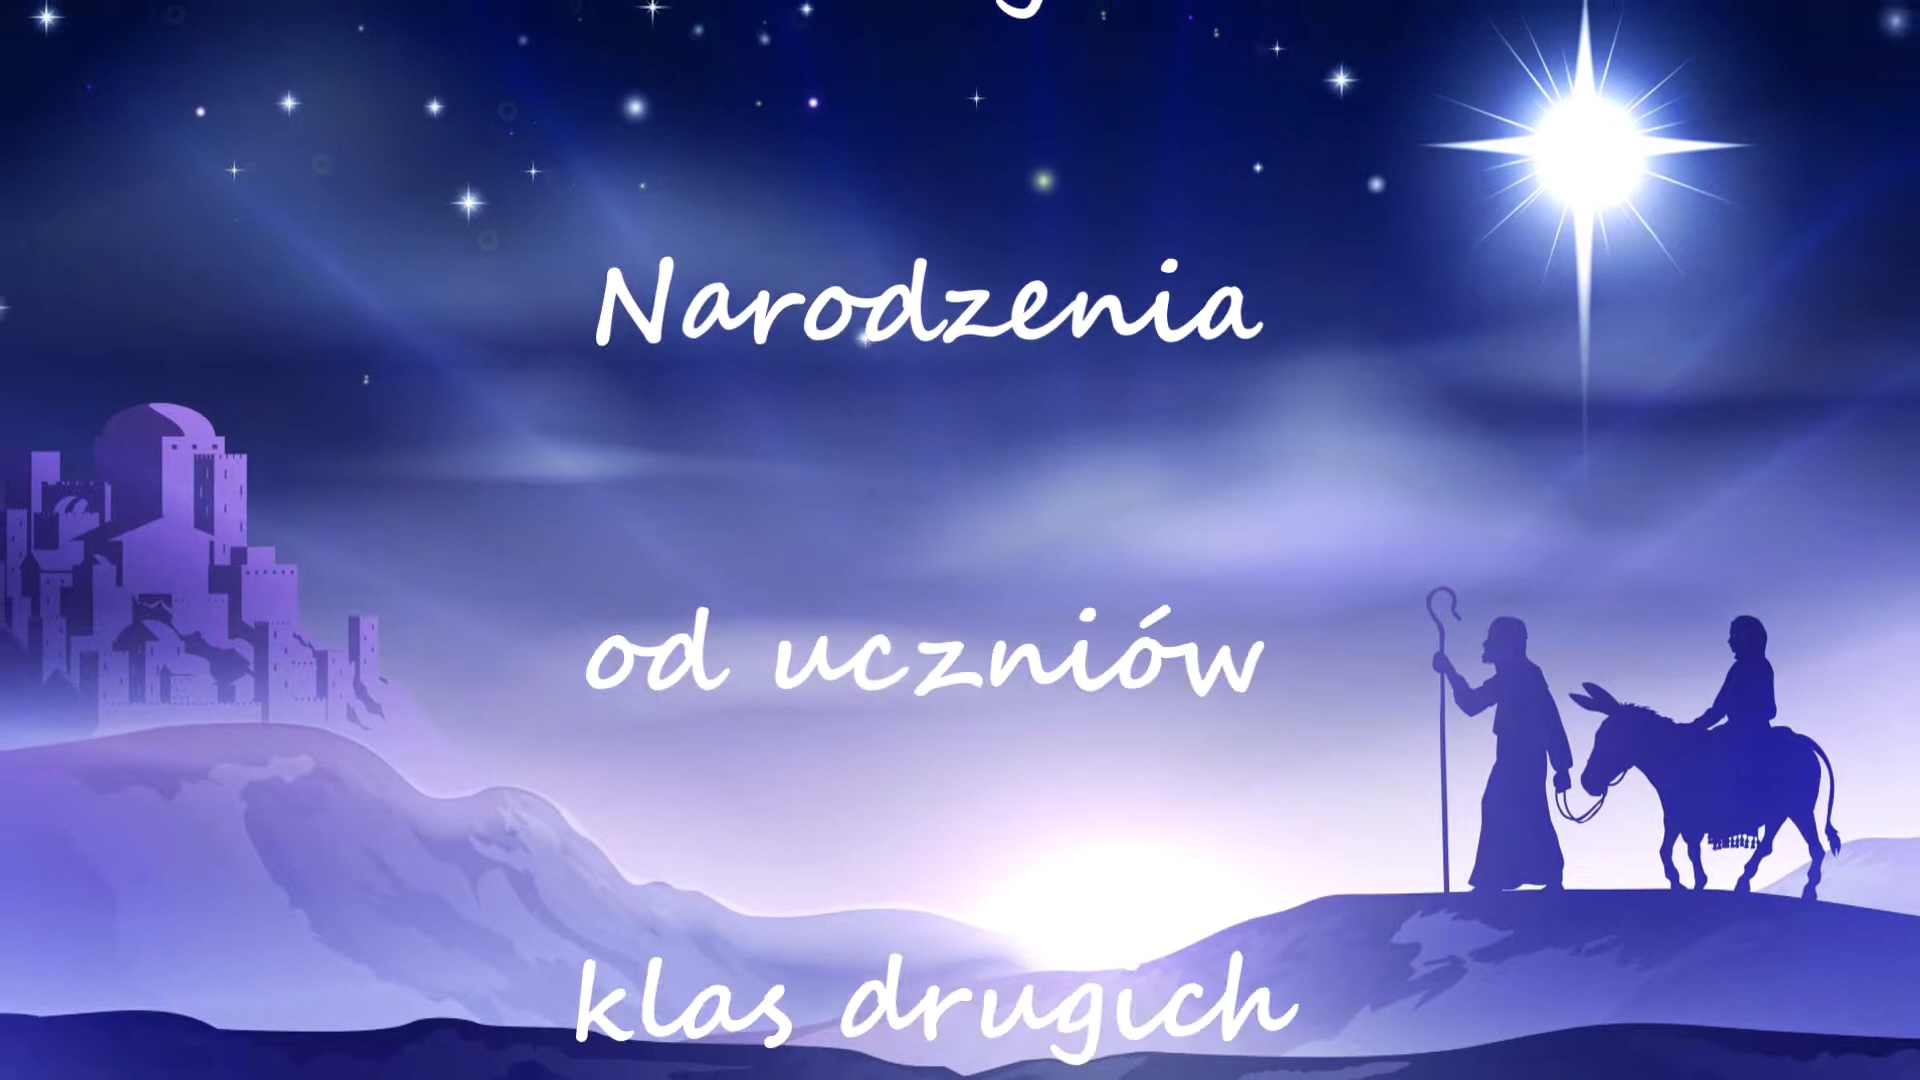 Narodzenia
od uczniów
klas drugich